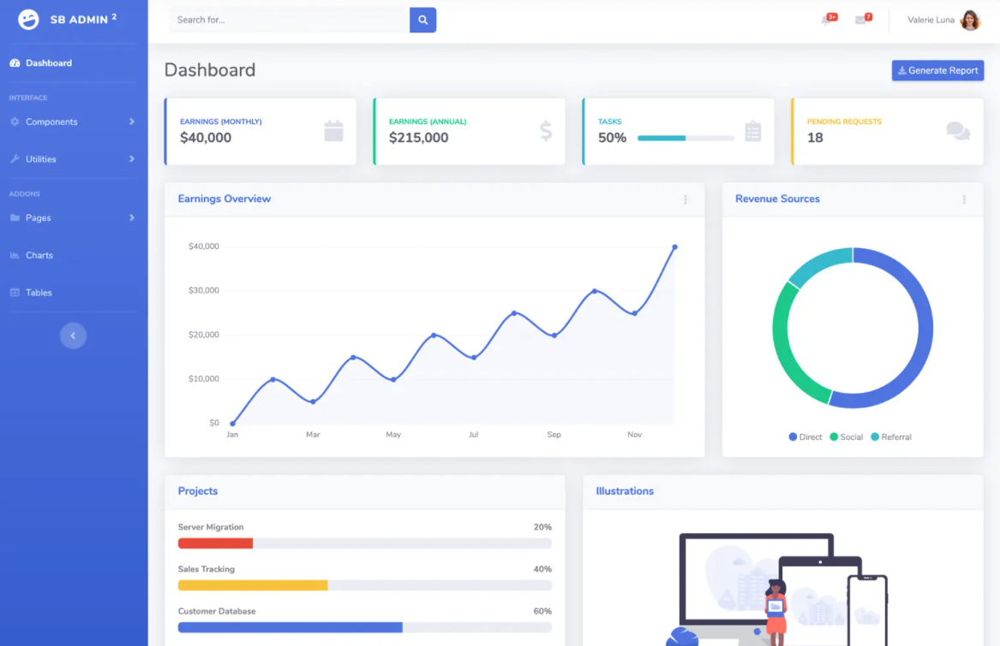 SB ADMIN 2
Dashboard
INTERFACE
Components
Utilities
ADDONS
Pages
Charts
Tables
Search for...
3+
7
Valerie Luna
Dashboard
Generate Report
EARNINGS (MONTHLY)
$40,000
EARNINGS (ANNUAL)
$215,000
TASKS
50%
PENDING REQUESTS
18
Earnings Overview
$40,000
$30,000
$20,000
$10,000
$0
Jan Mar May Jul Sep Nov
Revenue Sources
Direct Social Referral
Projects
Server Migration 20%
Sales Tracking 40%
Customer Database 60%
Illustrations